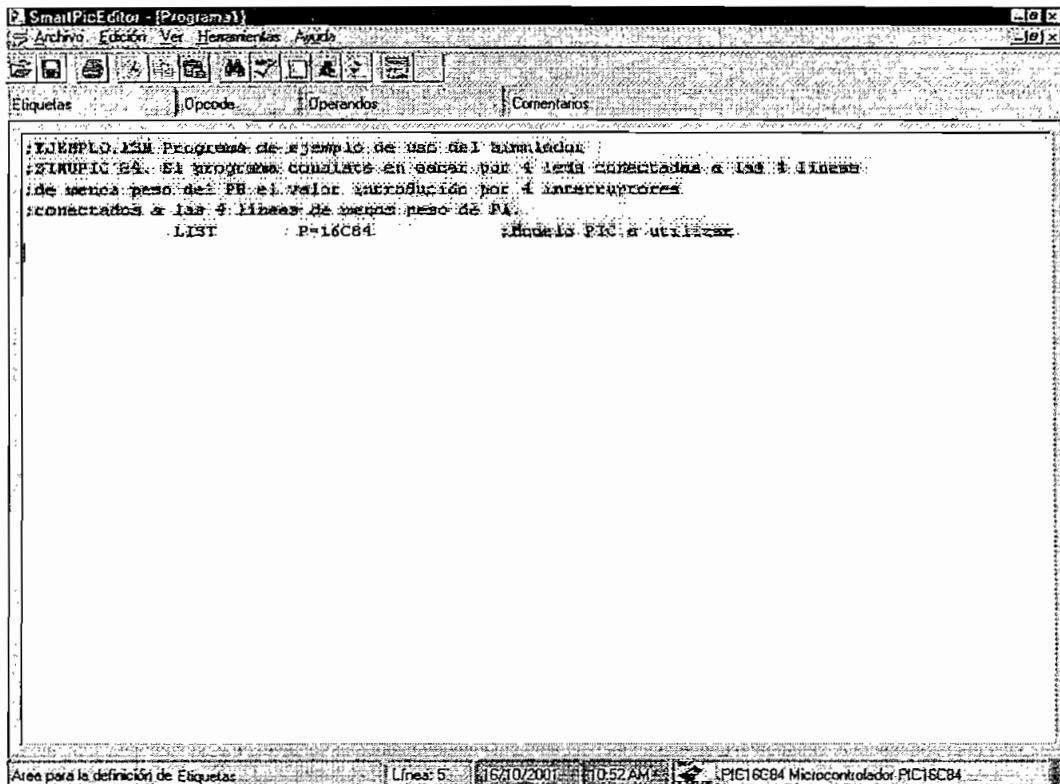 SmartPicEditor - [Programa1]
Archivo Edición Ver Herramientas Ayuda
Etiquetas Opcode Operandos Comentarios
;EJEMPLO.ASM Programa de ejemplo de uso del simulador
;SIMUPIC 84. El programa consiste en sacar por 4 leds conectados a las 4 lineas
;de menos peso del PB el valor introducido por 4 interruptores
;conectados a las 4 lineas de menos peso de PA.
LIST P=16C84 ;Modelo PIC a utilizar
Area para la definición de Etiquetas Línea: 5 16/10/2001 10:52 AM PIC16C84 Microcontrolador PIC16C84